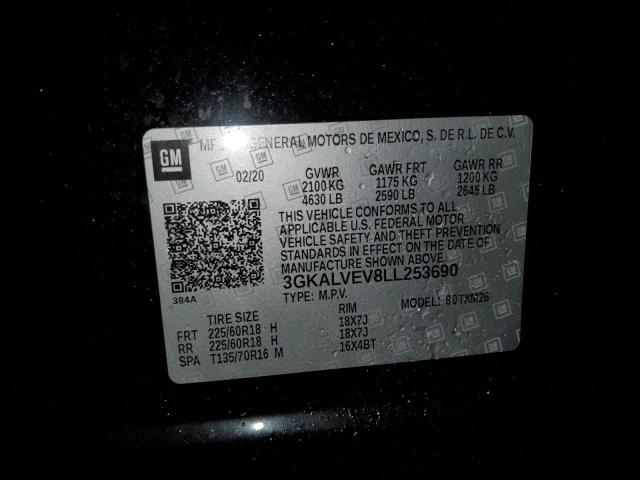 GM
GENERAL MOTORS DE MEXICO, S. DE R.L. DE C.V.
02/20
GVWR GAWR FRT GAWR RR
2100 KG 1175 KG 1200 KG
4630 LB 2590 LB 2645 LB
THIS VEHICLE CONFORMS TO ALL
APPLICABLE U.S. FEDERAL MOTOR
VEHICLE SAFETY AND THEFT PREVENTION
STANDARDS IN EFFECT ON THE DATE OF
MANUFACTURE SHOWN ABOVE.
3GKALVEV8LL253690
384A
TYPE: M.P.V. MODEL: S0TXM26
TIRE SIZE RIM
FRT 225/60R18 H 18X7J
RR 225/60R18 H 18X7J
SPA T135/70R16 M 16X4BT